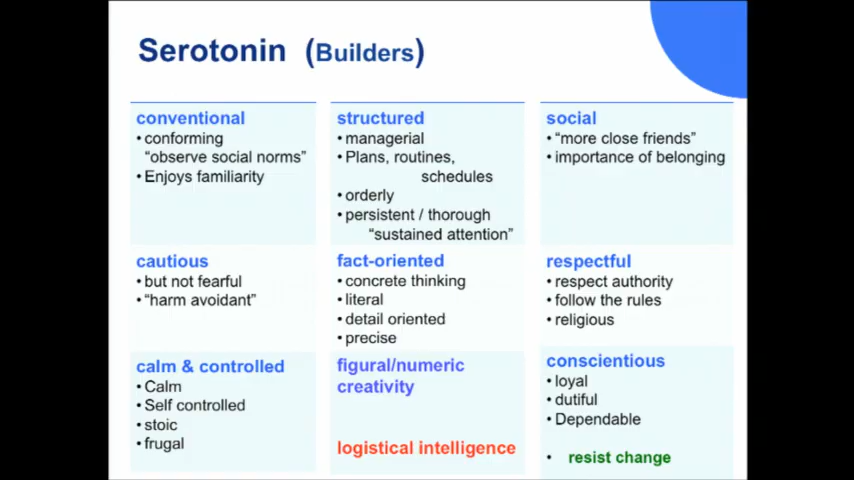 Serotonin (Builders)
conventional
• conforming
“observe social norms”
• Enjoys familiarity
structured
• managerial
• Plans, routines,
schedules
• orderly
• persistent / thorough
“sustained attention”
social
• “more close friends”
• importance of belonging
cautious
• but not fearful
• “harm avoidant”
fact-oriented
• concrete thinking
• literal
• detail oriented
• precise
respectful
• respect authority
• follow the rules
• religious
calm & controlled
• Calm
• Self controlled
• stoic
• frugal
figural/numeric
creativity
logistical intelligence
conscientious
• loyal
• dutiful
• Dependable
• resist change